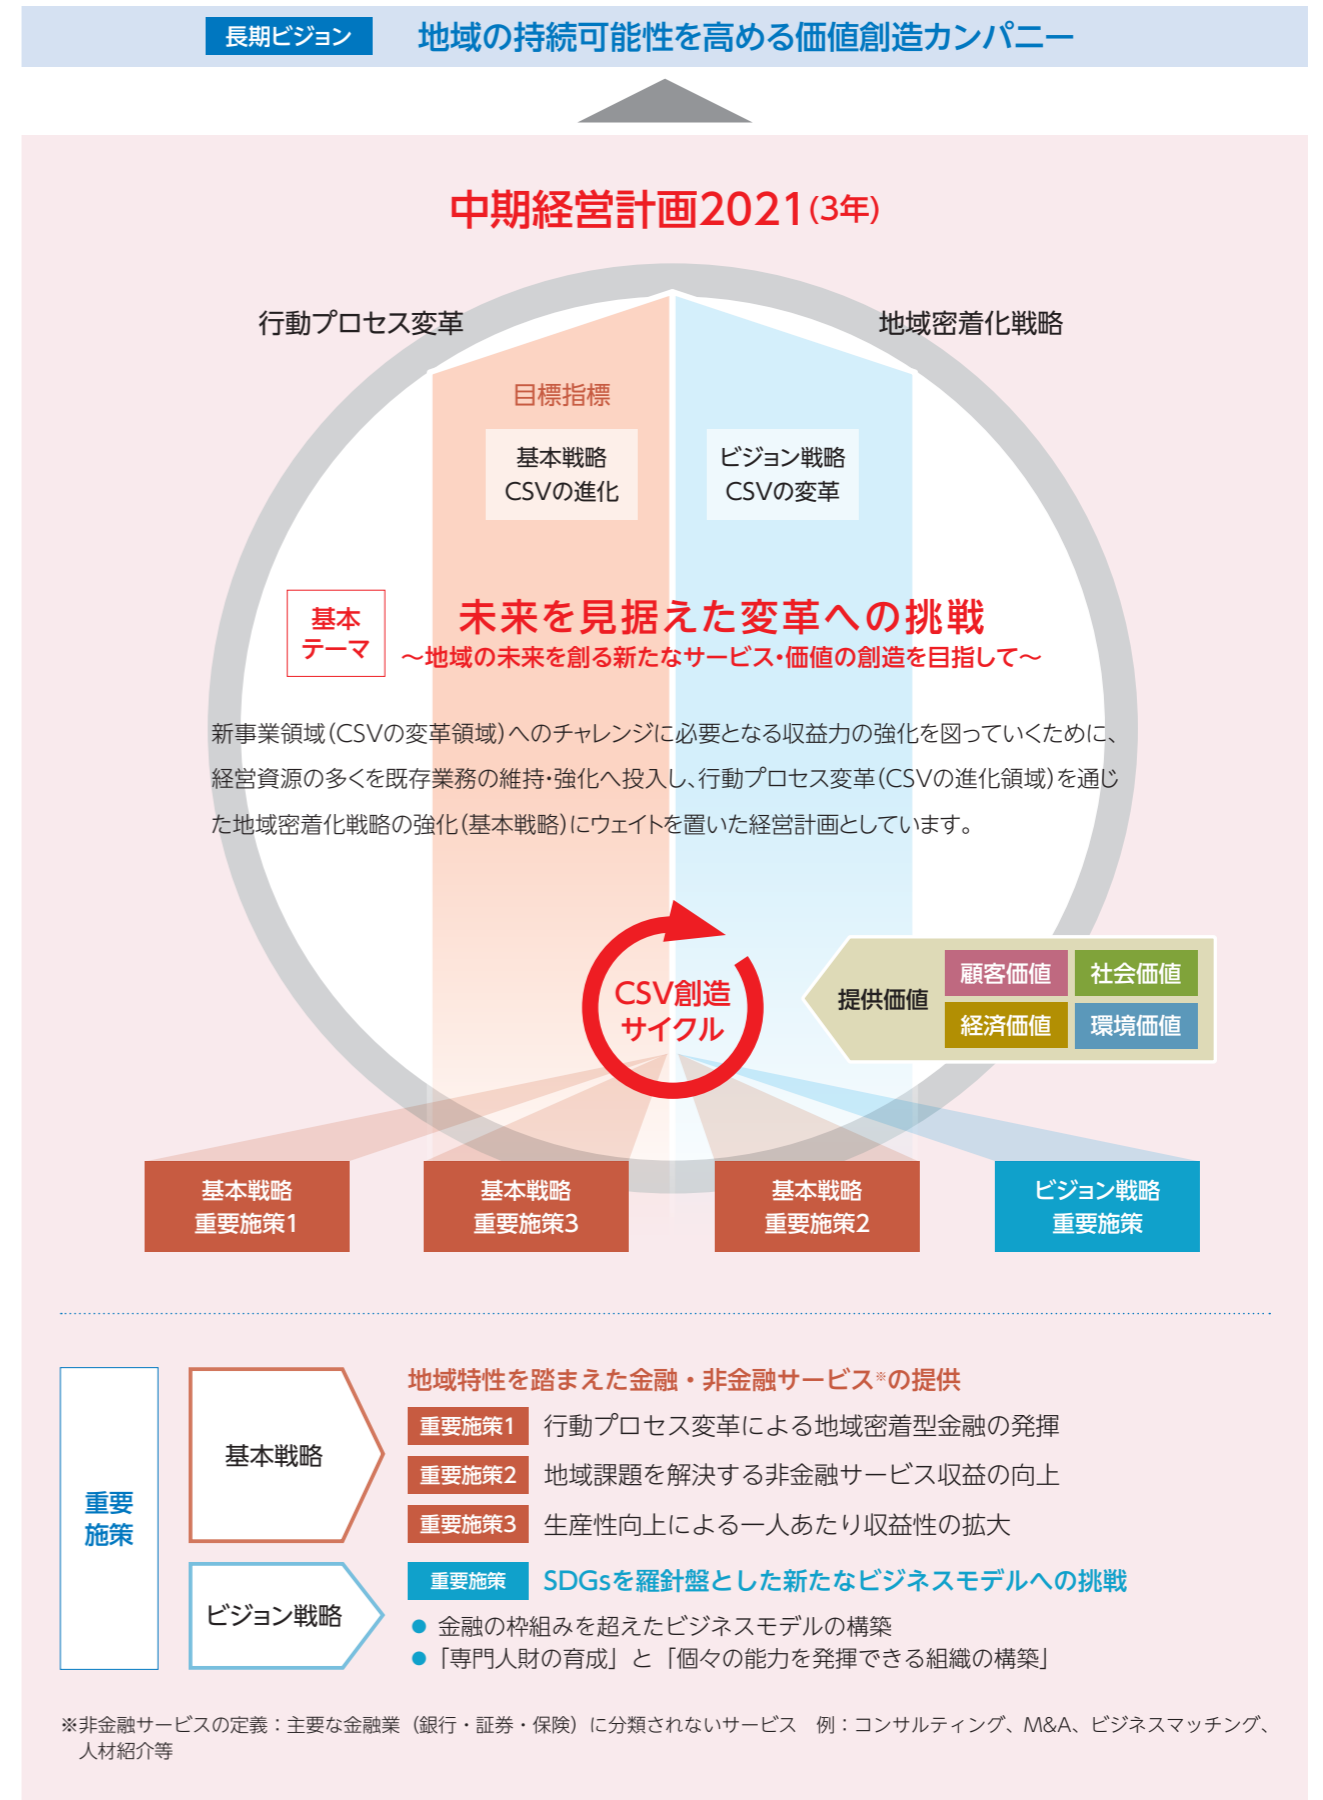 長期ビジョン 地域の持続可能性を高める価値創造カンパニー
中期経営計画2021(3年)
行動プロセス変革
地域密着化戦略
目標指標
基本戦略
CSVの進化
ビジョン戦略
CSVの変革
基本
テーマ
未来を見据えた変革への挑戦
～地域の未来を創る新たなサービス・価値の創造を目指して～
新事業領域(CSVの変革領域)へのチャレンジに必要となる収益力の強化を図っていくために、
経営資源の多くを既存業務の維持・強化へ投入し、行動プロセス変革(CSVの進化領域)を通じ
た地域密着化戦略の強化(基本戦略)にウェイトを置いた経営計画としています。
CSV創造
サイクル
提供価値
顧客価値 社会価値
経済価値 環境価値
基本戦略
重要施策1
基本戦略
重要施策3
基本戦略
重要施策2
ビジョン戦略
重要施策
重要
施策
基本戦略
地域特性を踏まえた金融・非金融サービス※の提供
重要施策1 行動プロセス変革による地域密着型金融の発揮
重要施策2 地域課題を解決する非金融サービス収益の向上
重要施策3 生産性向上による一人あたり収益性の拡大
ビジョン戦略
重要施策 SDGsを羅針盤とした新たなビジネスモデルへの挑戦
● 金融の枠組みを超えたビジネスモデルの構築
● 「専門人財の育成」と「個々の能力を発揮できる組織の構築」
※非金融サービスの定義：主要な金融業（銀行・証券・保険）に分類されないサービス　例：コンサルティング、M&A、ビジネスマッチング、
人材紹介等